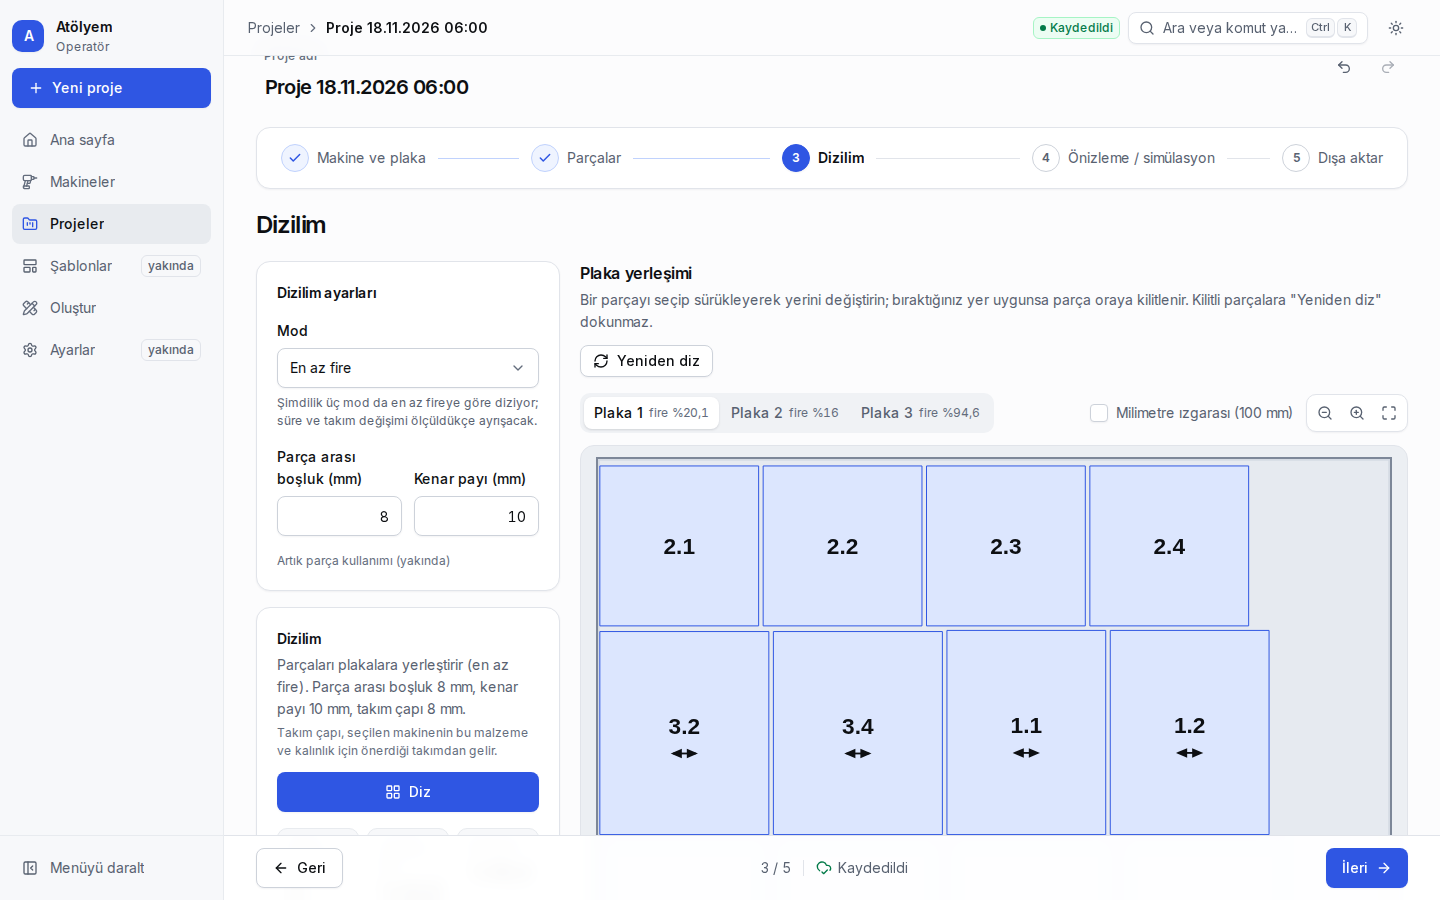 A
Atölyem
Operatör
Yeni proje
Ana sayfa
Makineler
Projeler
Şablonlar
yakında
Oluştur
Ayarlar
yakında
Menüyü daralt
Projeler
Proje 18.11.2026 06:00
Kaydedildi
Ara veya komut ya…
Ctrl K
Proje adı
Proje 18.11.2026 06:00
Makine ve plaka
Parçalar
3 Dizilim
4 Önizleme / simülasyon
5 Dışa aktar
Dizilim
Dizilim ayarları
Mod
En az fire
Şimdilik üç mod da en az fireye göre diziyor;
süre ve takım değişimi ölçüldükçe ayrışacak.
Parça arası
boşluk (mm)
Kenar payı (mm)
8
10
Artık parça kullanımı (yakında)
Dizilim
Parçaları plakalara yerleştirir (en az
fire). Parça arası boşluk 8 mm, kenar
payı 10 mm, takım çapı 8 mm.
Takım çapı, seçilen makinenin bu malzeme
ve kalınlık için önerdiği takımdan gelir.
Diz
Plaka yerleşimi
Bir parçayı seçip sürükleyerek yerini değiştirin; bıraktığınız yer uygunsa parça oraya kilitlenir. Kilitli parçalara "Yeniden diz"
dokunmaz.
Yeniden diz
Plaka 1 fire %20,1
Plaka 2 fire %16
Plaka 3 fire %94,6
Milimetre ızgarası (100 mm)
2.1
2.2
2.3
2.4
3.2
3.4
1.1
1.2
Geri
3 / 5
Kaydedildi
İleri